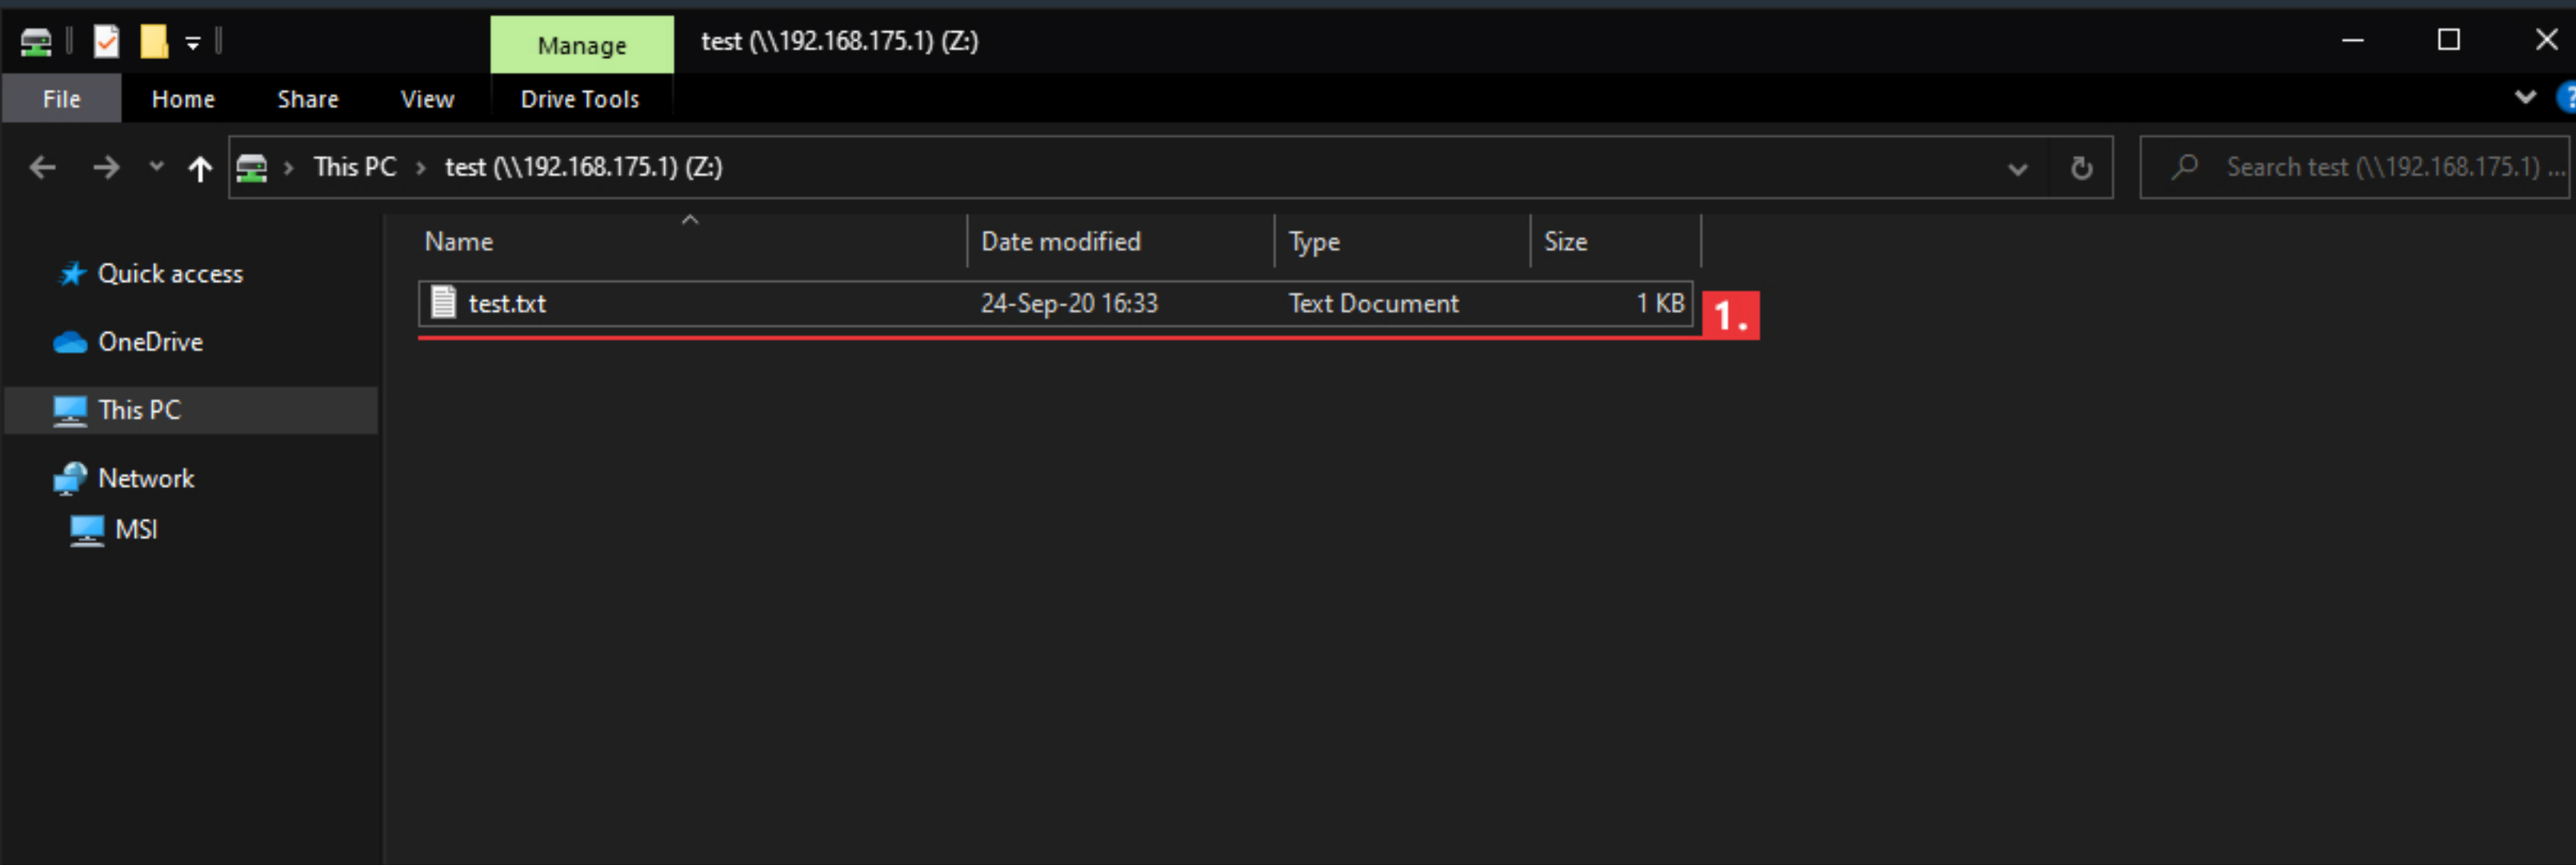 Manage
test (\\192.168.175.1) (Z:)
File Home Share View Drive Tools
?
This PC > test (\\192.168.175.1) (Z:)
Search test (\\192.168.175.1) ...
Name Date modified Type Size
Quick access
test.txt 24-Sep-20 16:33 Text Document 1 KB
1.
OneDrive
This PC
Network
MSI